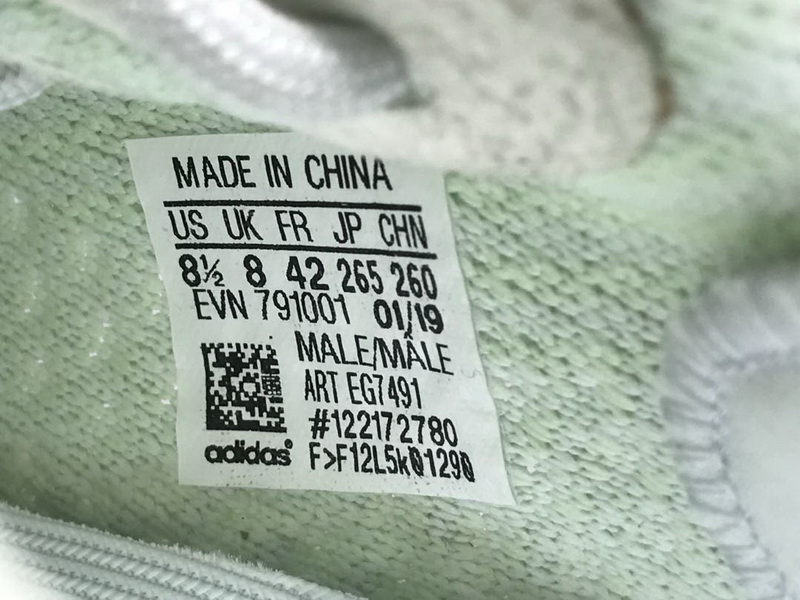 MADE IN CHINA
US UK FR JP CHN
8½ 8 42 265 260
EVN 791001 01/19
MALE/MÂLE
ART EG7491
#122172780
adidas® F>F12L5k01290